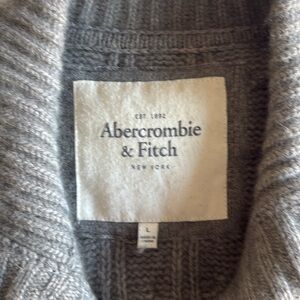 EST. 1892
Abercrombie
& Fitch
NEW YORK
L